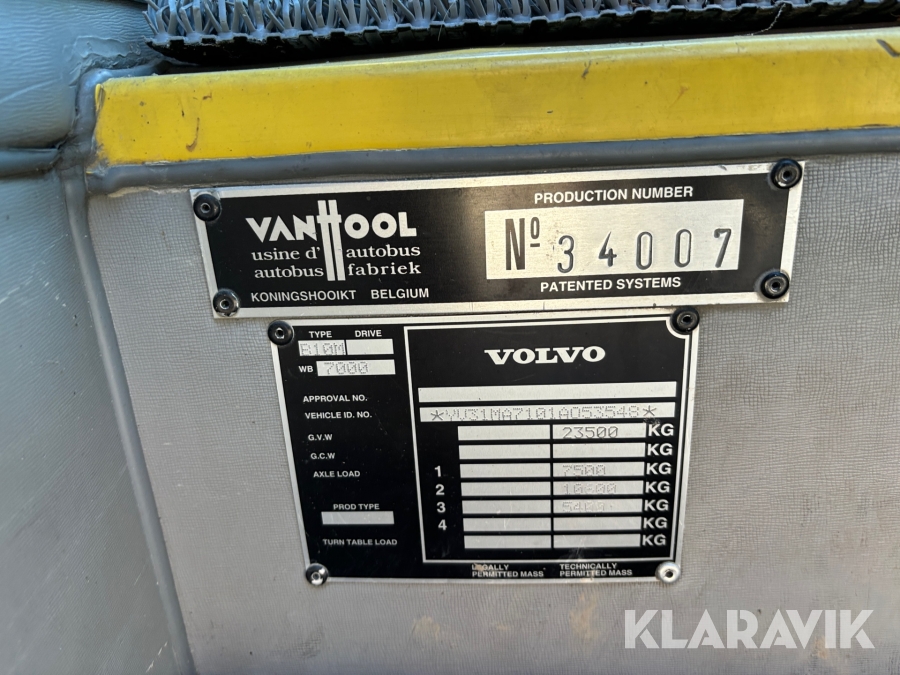 VANHOOL
usine d' autobus
autobus fabriek
KONINGSHOOIKT BELGIUM
PRODUCTION NUMBER
Nº 34007
PATENTED SYSTEMS
TYPE DRIVE
B10M
WB 7000
VOLVO
APPROVAL NO.
VEHICLE ID. NO. *YV31MA7101A053548*
G.V.W 23500 KG
G.C.W KG
AXLE LOAD 1 7500 KG
2 KG
3 KG
PROD TYPE
4 KG
TURN TABLE LOAD KG
LEGALLY PERMITTED MASS
TECHNICALLY PERMITTED MASS
KLARAVIK